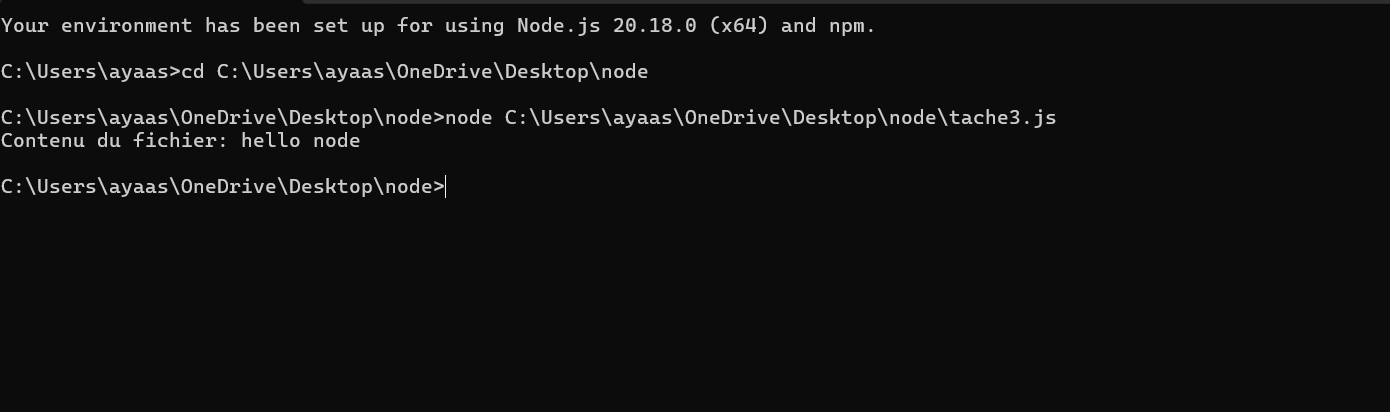 Your environment has been set up for using Node.js 20.18.0 (x64) and npm.
C:\Users\ayaas>cd C:\Users\ayaas\OneDrive\Desktop\node
C:\Users\ayaas\OneDrive\Desktop\node>node C:\Users\ayaas\OneDrive\Desktop\node\tache3.js
Contenu du fichier: hello node
C:\Users\ayaas\OneDrive\Desktop\node>